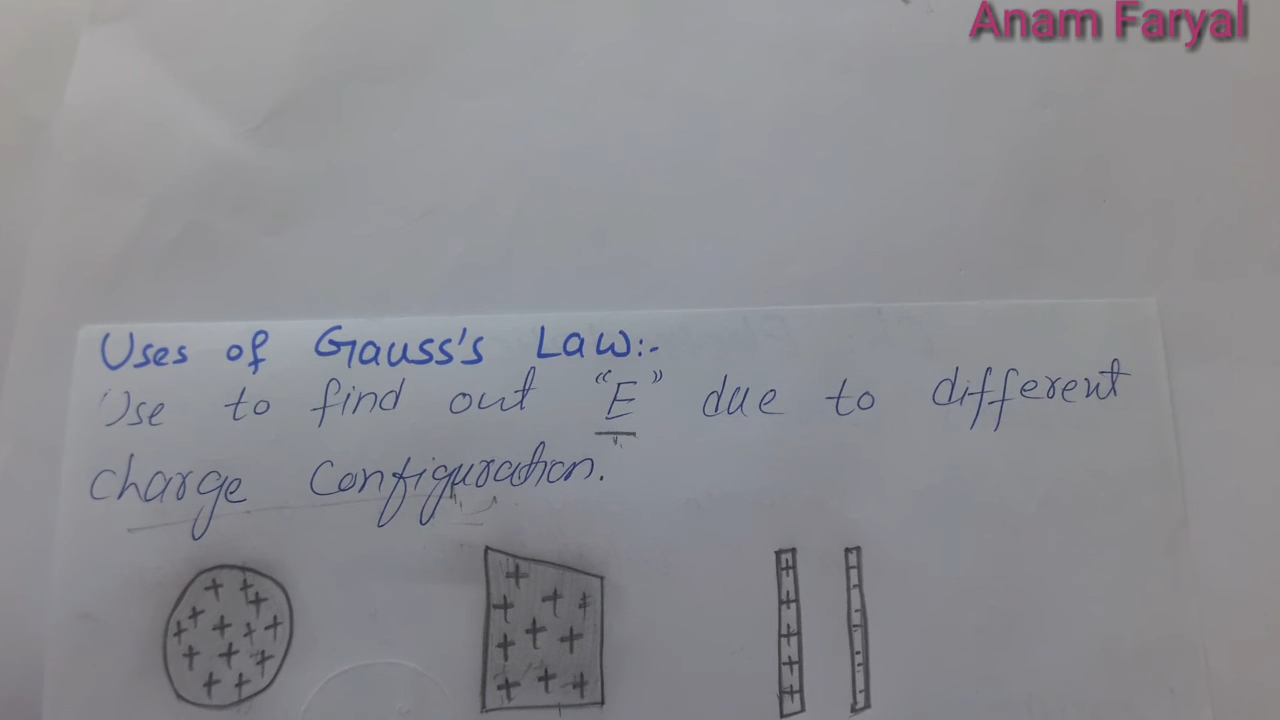 Anam Faryal
Uses of Gauss's Law:-
Use to find out "E" due to different
charge Configuration.